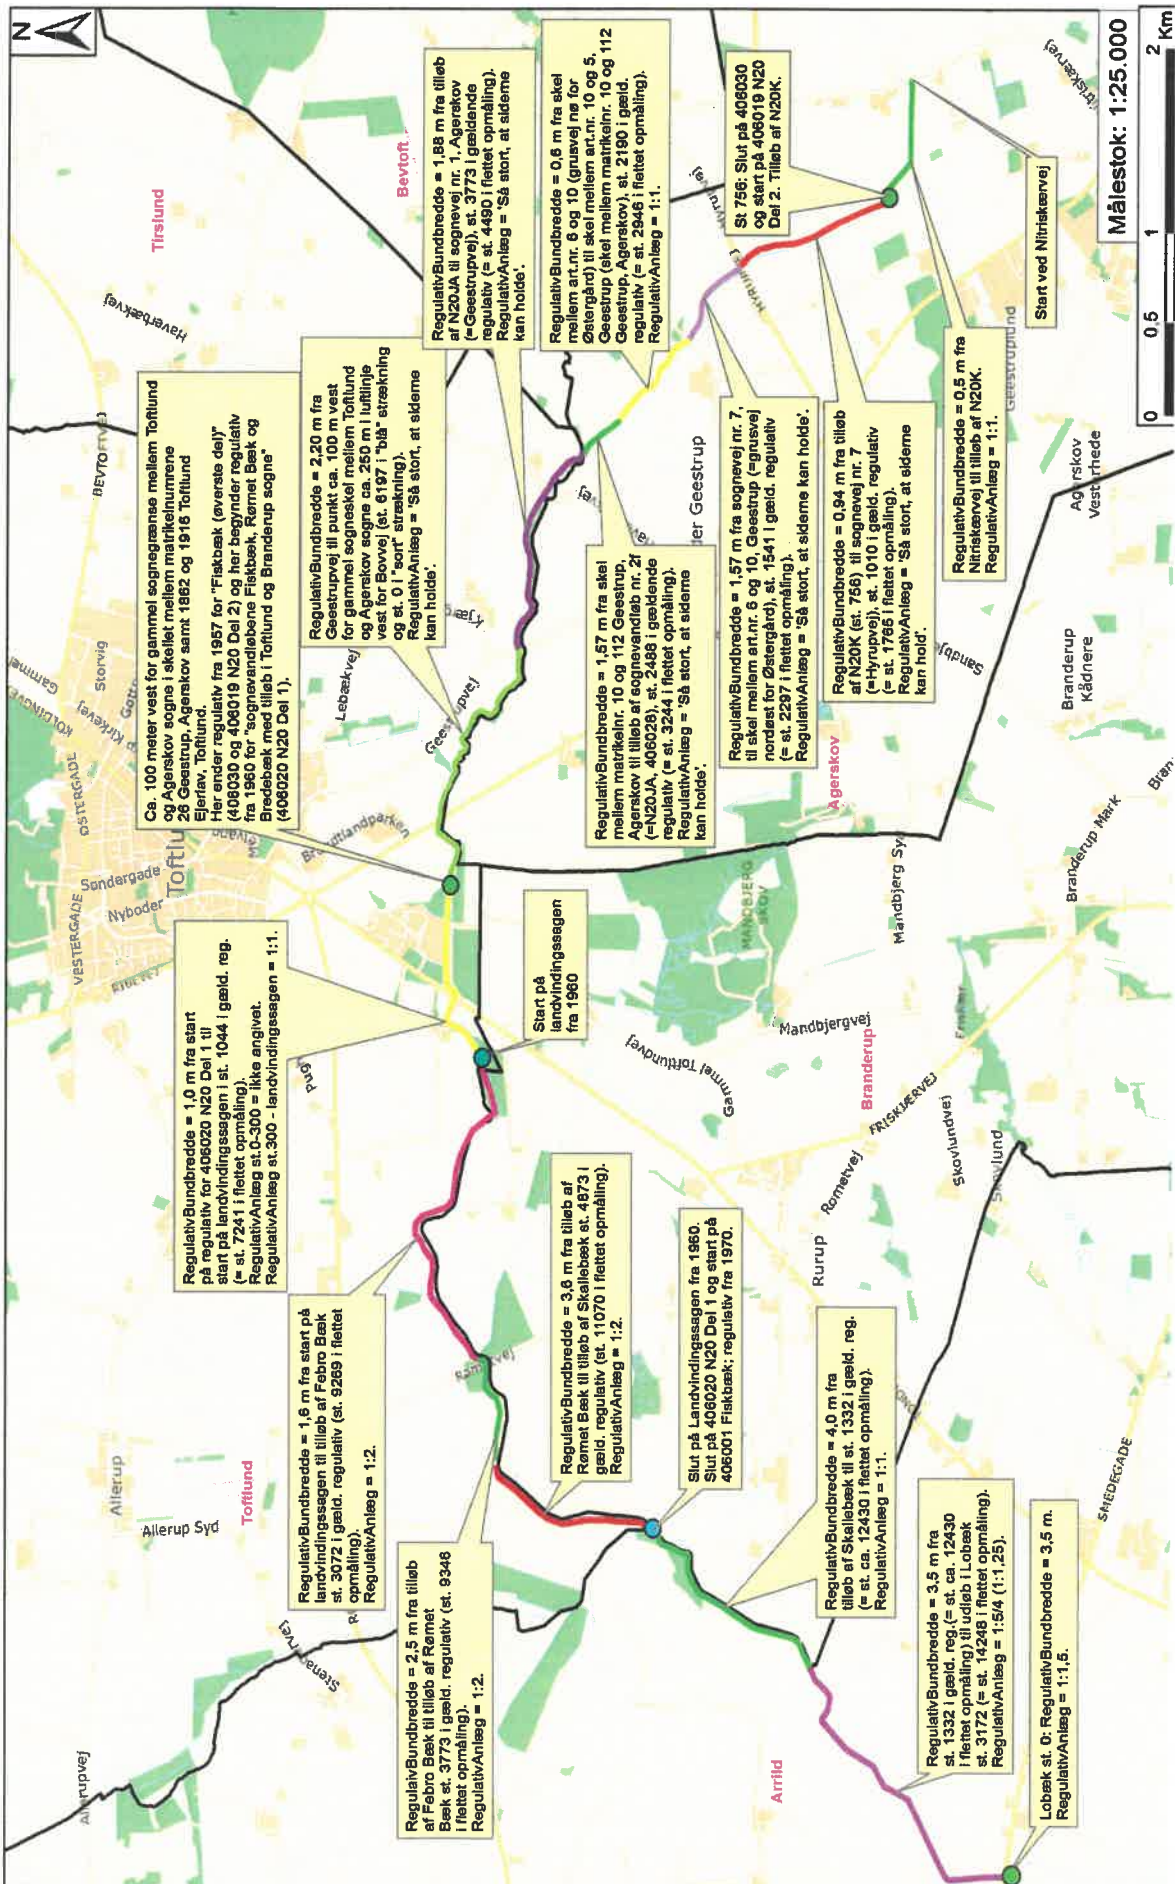 N
Målestok: 1:25.000
0
0,5
1
2
Km
RegulaivBundbredde = 2,5 m fra tilløb
af Febro Bæk til tilløb af Rømet
Bæk st. 3773 i gæld. regulativ (st. 9346
i flettet opmåling).
RegulativAnlæg = 1:2.
RegulativBundbredde = 1,6 m fra start på
landvindingssagen til tilløb af Febro Bæk
st. 3072 i gæld. regulativ (st. 9269 i flettet
opmåling).
RegulativAnlæg = 1:2.
RegulativBundbredde = 1,0 m fra start
på regulativ for 406020 N20 Del 1 til
start på landvindingssagen i st. 1044 i gæld. reg.
(= st. 7241 i flettet opmåling).
RegulativAnlæg st.0-300 = ikke angivet.
RegulativAnlæg st.300 - landvindingssagen = 1:1.
Ca. 100 meter vest for gammel sognegrænse mellem Toftlund
og Agerskov sogne i skellet mellem matrikelnumrene
26 Geestrup, Agerskov samt 1862 og 1916 Toftlund
Ejerlav, Toftlund.
Her ender regulativ fra 1957 for "Fiskbæk (øverste del)"
(406030 og 406019 N20 Del 2) og her begynder regulativ
fra 1960 for "sognevandløbene Fiskbæk, Rømet Bæk og
Bredebæk med tilløb i Toftlund og Branderup sogne"
(406020 N20 Del 1).
RegulativBundbredde = 2,20 m fra
Geestrupvej til punkt ca. 100 m vest
for gammel sogneskel mellem Toftlund
og Agerskov sogne ca. 250 m i luftlinje
vest for Bovvej (st. 6197 i "blå" strækning
og st. 0 i "sort" strækning).
RegulativAnlæg = 'Så stort, at siderne
kan holde'.
RegulativBundbredde = 1,88 m fra tilløb
af N20JA til sognevej nr. 1, Agerskov
(=Geestrupvej), st. 3773 i gældende
regulativ (= st. 4490 i flettet opmåling).
RegulativAnlæg = 'Så stort, at siderne
kan holde'.
RegulativBundbredde = 0,6 m fra skel
mellem art.nr. 6 og 10 (grusvej nø for
Østergård) til skel mellem art.nr. 10 og 5,
Geestrup (skel mellem matrikelnr. 10 og 112
Geestrup, Agerskov), st. 2190 i gæld.
regulativ (= st. 2946 i flettet opmåling).
RegulativAnlæg = 1:1.
St 756: Slut på 406030
og start på 406019 N20
Del 2. Tilløb af N20K.
Start ved Nitriskærvej
RegulativBundbredde = 1,57 m fra skel
mellem matrikelnr. 10 og 112 Geestrup,
Agerskov til tilløb af sognevandløb nr. 2f
(=N20JA, 406028), st. 2488 i gældende
regulativ (= st. 3244 i flettet opmåling).
RegulativAnlæg = 'Så stort, at siderne
kan holde'.
RegulativBundbredde = 1,57 m fra sognevej nr. 7,
til skel mellem art.nr. 6 og 10, Geestrup (=grusvej
nordøst for Østergård), st. 1541 i gæld. regulativ
(= st. 2297 i flettet opmåling).
RegulativAnlæg = 'Så stort, at siderne kan holde'.
RegulativBundbredde = 0,94 m fra tilløb
af N20K (st. 756) til sognevej nr. 7
(=Hyrupvej), st. 1010 i gæld. regulativ
(= st. 1765 i flettet opmåling).
RegulativAnlæg = 'Så stort, at siderne
kan hold'.
RegulativBundbredde = 0,5 m fra
Nitriskærvej til tilløb af N20K.
RegulativAnlæg = 1:1.
Start på
landvindingssagen
fra 1960
RegulativBundbredde = 3,6 m fra tilløb af
Rømet Bæk til tilløb af Skallebæk st. 4873 i
gæld. regulativ (st. 11070 i flettet opmåling).
RegulativAnlæg = 1:2.
Slut på Landvindingssagen fra 1960.
Slut på 406020 N20 Del 1 og start på
406001 Fiskbæk; regulativ fra 1970.
RegulativBundbredde = 4,0 m fra
tilløb af Skallebæk til st. 1332 i gæld. reg.
(= st. ca. 12430 i flettet opmåling).
RegulativAnlæg = 1:1.
RegulativBundbredde = 3,5 m fra
st. 1332 i gæld. reg.(= st. ca. 12430
i flettet opmåling) til udløb i Lobæk
st. 3172 (= st. 14248 i flettet opmåling).
RegulativAnlæg = 1:5/4 (1:1,25).
Lobæk st. 0: RegulativBundbredde = 3,5 m.
RegulativAnlæg = 1:1,5.
Allerupvej
Allerup
Allerup Syd
Toftlund
Arrild
SMEDEGADE
Rurup
Rometvej
FRISKJÆRVEJ
Skovlundvej
Skovlund
Branderup
Mandbjergvej
Gammel Toftlundvej
MANDBJERG
SKOV
Mandbjerg Syd
Agerskov
Branderup Mark
Branderup
Kådnere
Agerskov
Vesterhede
Geestruplund
der Geestrup
Geestrupvej
Lebækvej
Brandtlandparken
VESTERGADE
ØSTERGADE
Søndergade
Nyboder
Storvig
Gammel
BEVTOFTVEJ
Haverbækvej
Tirslund
Bevtoft